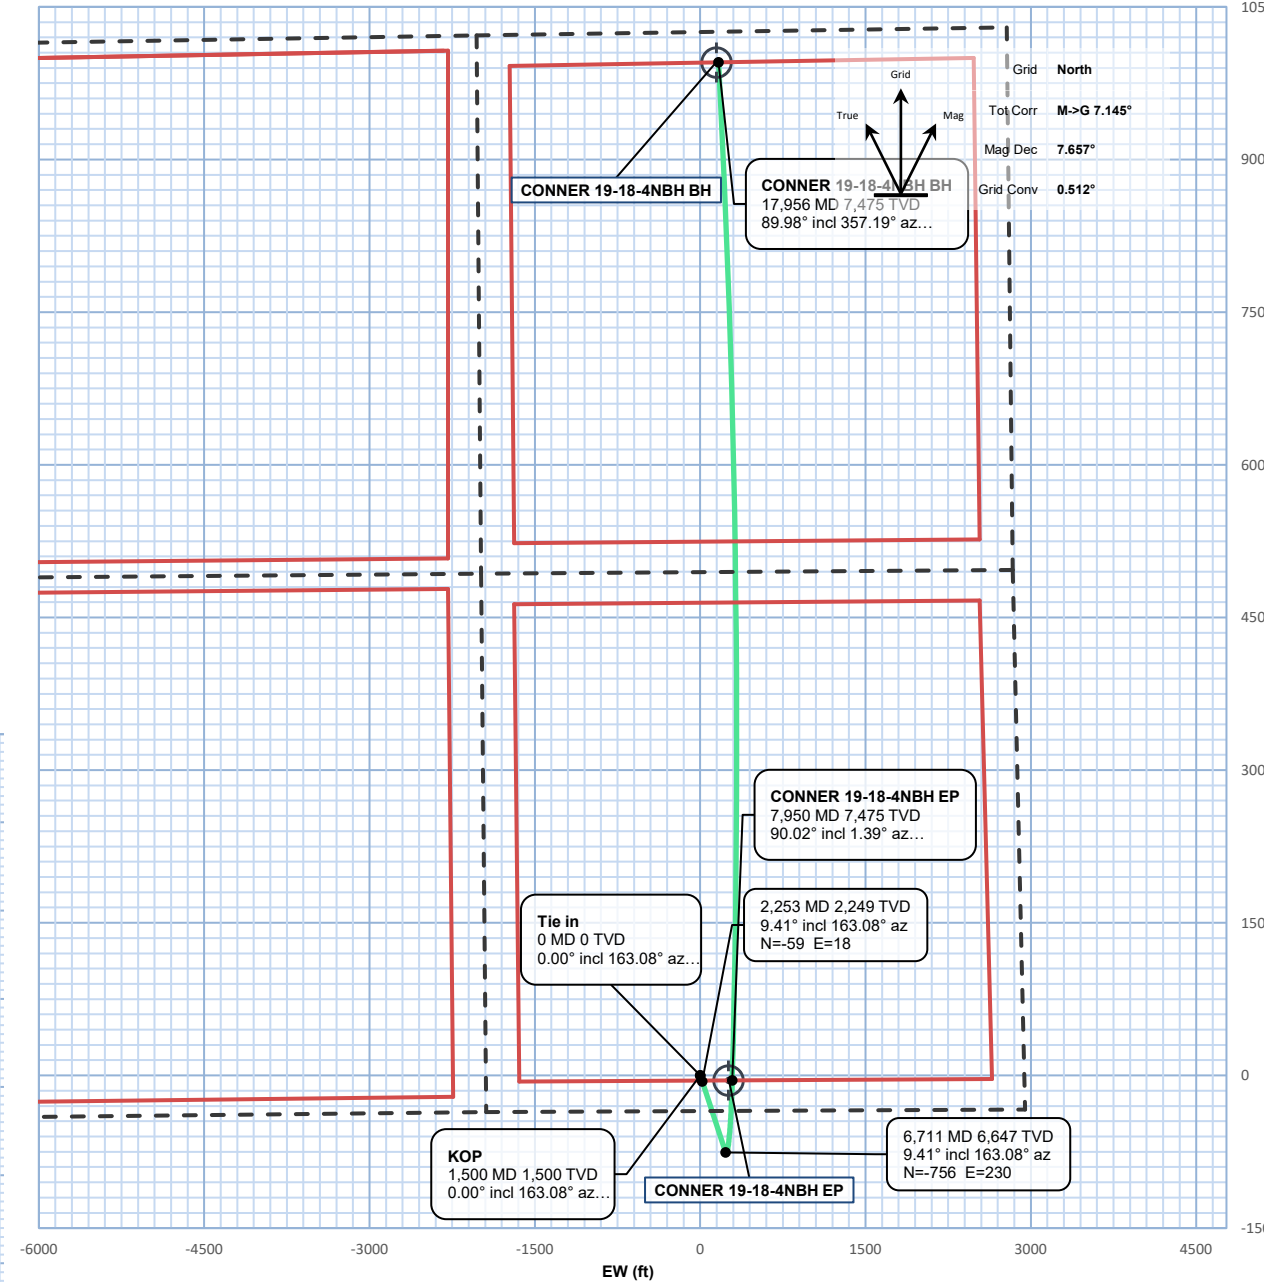 105
Grid North
Grid
Tot Corr M->G 7.145°
True
Mag
Mag Dec 7.657°
900
Grid Conv 0.512°
CONNER 19-18-4NBH BH
CONNER 19-18-4NBH BH
17,956 MD 7,475 TVD
89.98° incl 357.19° az...
750
600
450
300
CONNER 19-18-4NBH EP
7,950 MD 7,475 TVD
90.02° incl 1.39° az...
150
2,253 MD 2,249 TVD
9.41° incl 163.08° az
N=-59 E=18
Tie in
0 MD 0 TVD
0.00° incl 163.08° az...
0
KOP
1,500 MD 1,500 TVD
0.00° incl 163.08° az...
6,711 MD 6,647 TVD
9.41° incl 163.08° az
N=-756 E=230
CONNER 19-18-4NBH EP
-150
-6000 -4500 -3000 -1500 0 1500 3000 4500
EW (ft)